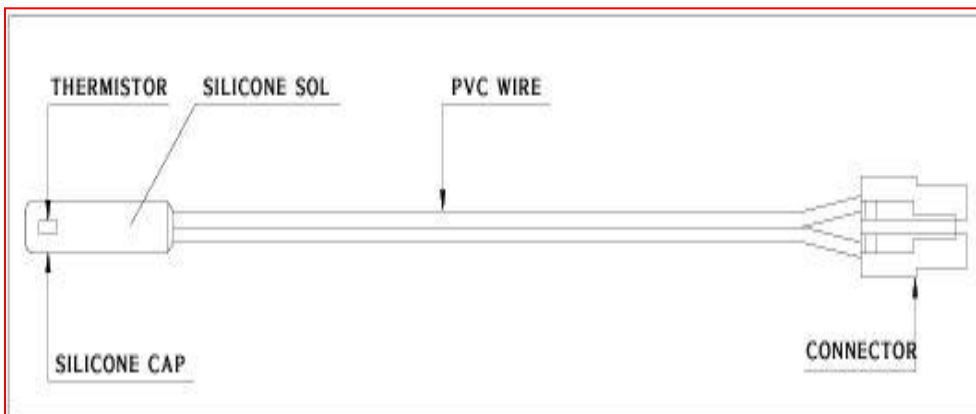 THERMISTOR
SILICONE SOL
PVC WIRE
SILICONE CAP
CONNECTOR